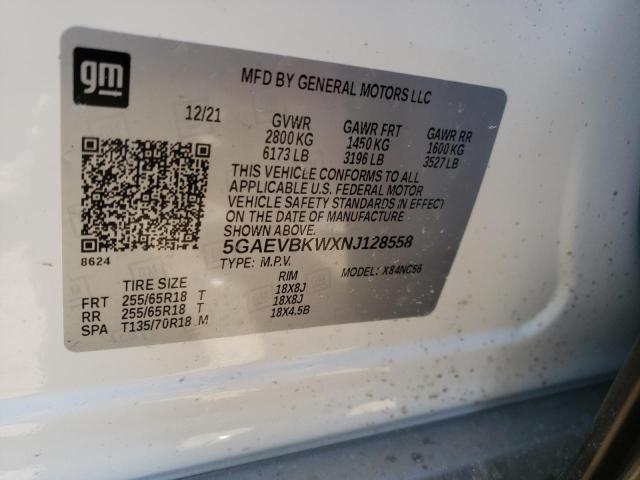 gm
MFD BY GENERAL MOTORS LLC
12/21 GVWR GAWR FRT GAWR RR
2800 KG 1450 KG 1600 KG
6173 LB 3196 LB 3527 LB
THIS VEHICLE CONFORMS TO ALL
APPLICABLE U.S. FEDERAL MOTOR
VEHICLE SAFETY STANDARDS IN EFFECT
ON THE DATE OF MANUFACTURE
SHOWN ABOVE.
8624 5GAEVBKWXNJ128558
TYPE: M.P.V. MODEL: X84NC56
TIRE SIZE RIM
FRT 255/65R18 T 18X8J
RR 255/65R18 T 18X8J
SPA T135/70R18 M 18X4.5B